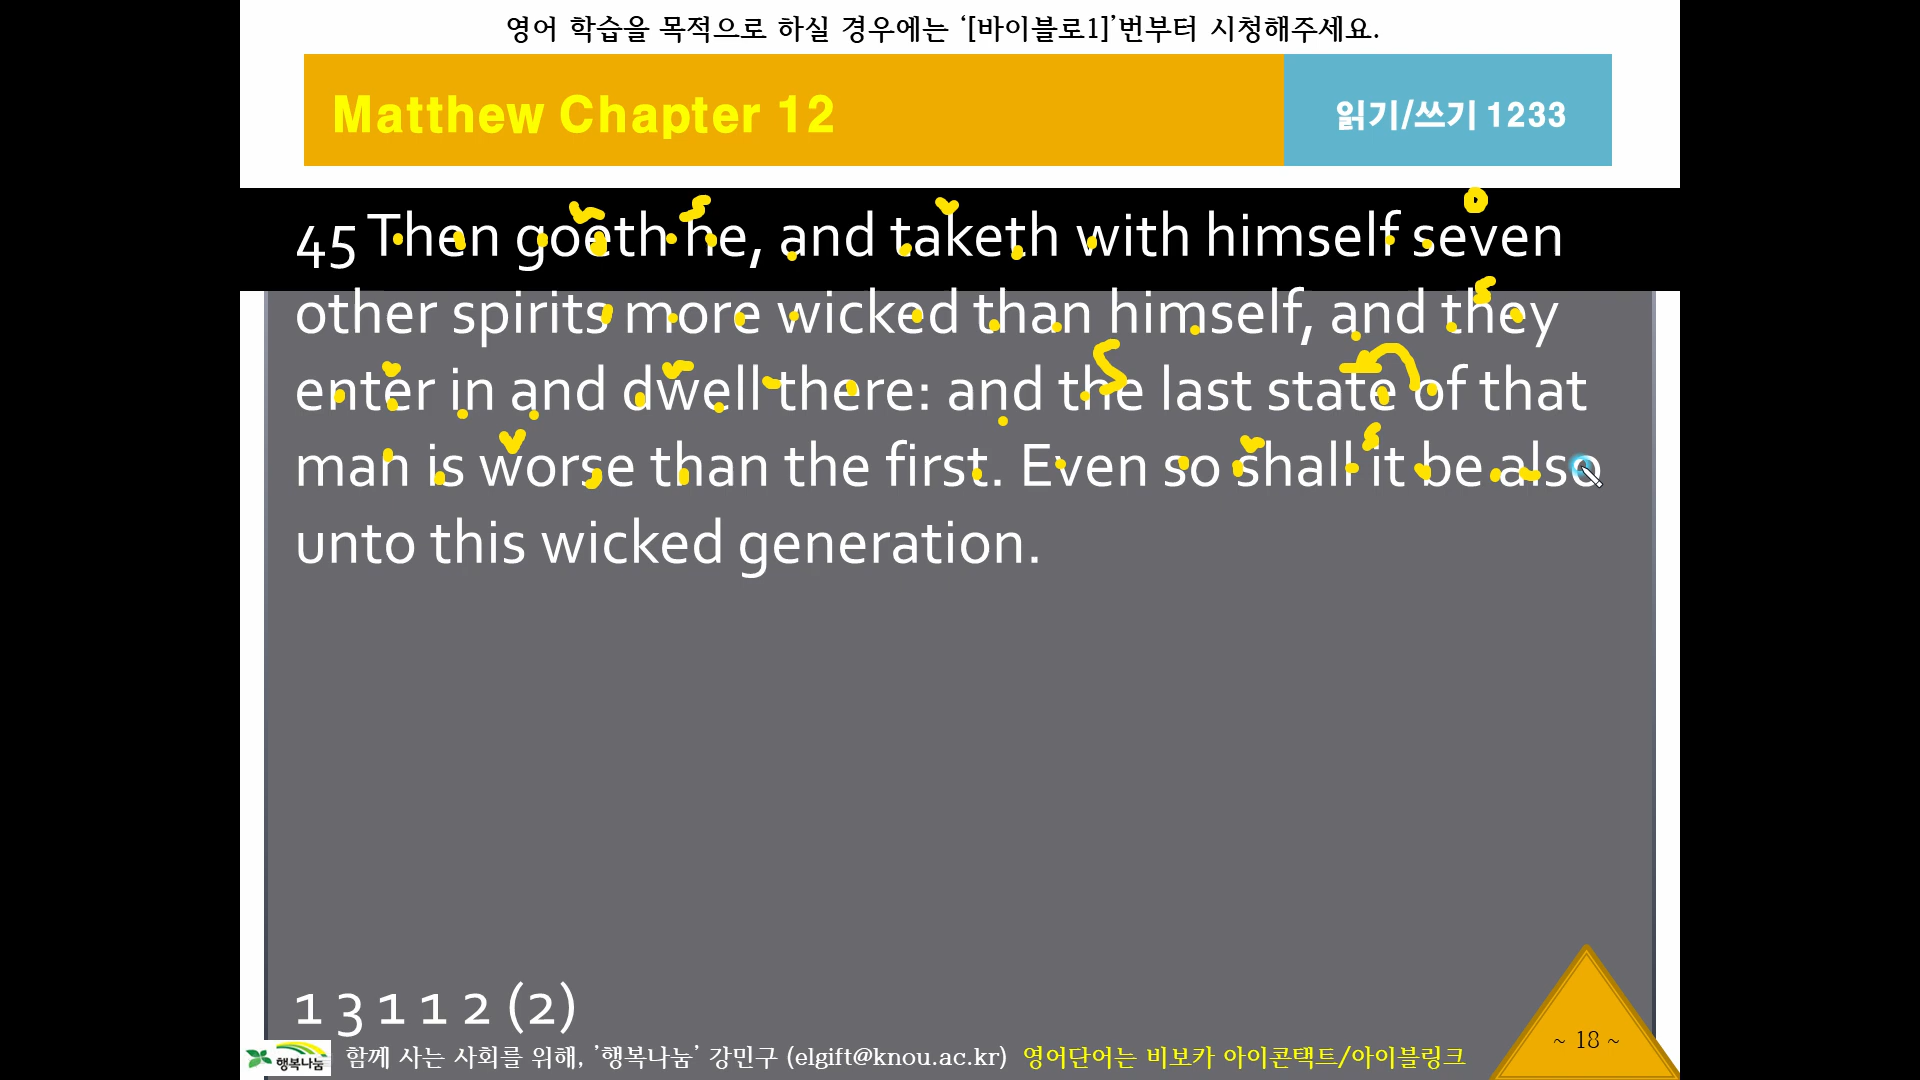 영어 학습을 목적으로 하실 경우에는 ‘[바이블로1]’번부터 시청해주세요.
Matthew Chapter 12
읽기/쓰기 1233
45 Then goeth he, and taketh with himself seven
other spirits more wicked than himself, and they
enter in and dwell there: and the last state of that
man is worse than the first. Even so shall it be also
unto this wicked generation.
1 3 1 1 2 (2)
행복나눔
함께 사는 사회를 위해, ’행복나눔’ 강민구 (elgift@knou.ac.kr) 영어단어는 비보카 아이콘택트/아이블링크
~ 18 ~